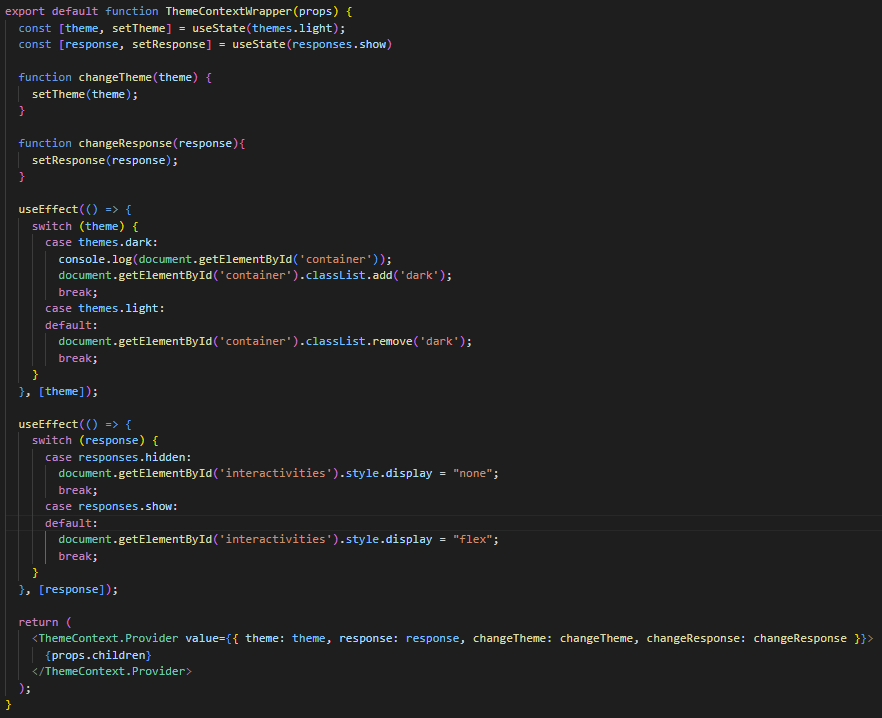 export default function ThemeContextWrapper(props) {
  const [theme, setTheme] = useState(themes.light);
  const [response, setResponse] = useState(responses.show)

  function changeTheme(theme) {
    setTheme(theme);
  }

  function changeResponse(response){
    setResponse(response);
  }

  useEffect(() => {
    switch (theme) {
      case themes.dark:
        console.log(document.getElementById('container'));
        document.getElementById('container').classList.add('dark');
        break;
      case themes.light:
      default:
        document.getElementById('container').classList.remove('dark');
        break;
    }
  }, [theme]);

  useEffect(() => {
    switch (response) {
      case responses.hidden:
        document.getElementById('interactivities').style.display = "none";
        break;
      case responses.show:
      default:
        document.getElementById('interactivities').style.display = "flex";
        break;
    }
  }, [response]);

  return (
    <ThemeContext.Provider value={{ theme: theme, response: response, changeTheme: changeTheme, changeResponse: changeResponse }}>
      {props.children}
    </ThemeContext.Provider>
  );
}